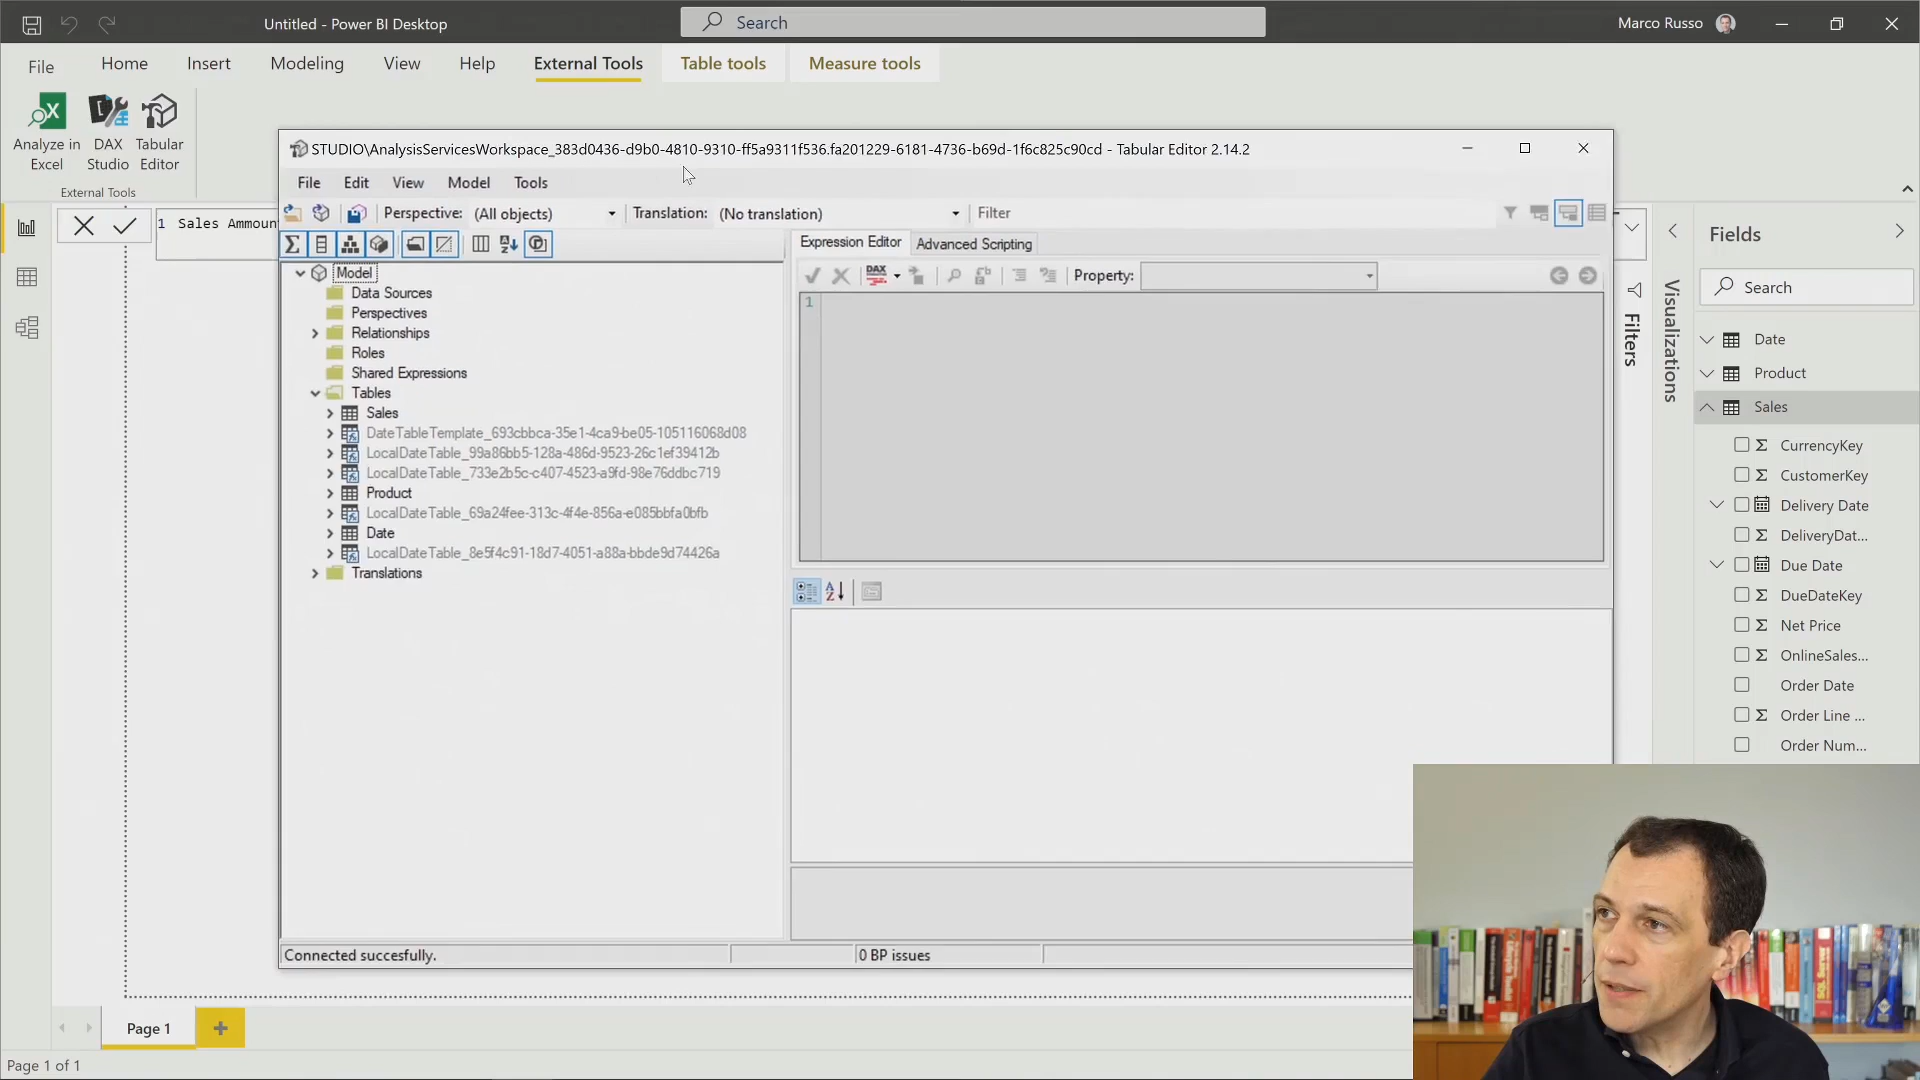 Untitled - Power BI Desktop
Search
Marco Russo
File
Home
Insert
Modeling
View
Help
External Tools
Table tools
Measure tools
Analyze in Excel
DAX Studio
Tabular Editor
External Tools
1 Sales Ammoun
STUDIO\AnalysisServicesWorkspace_383d0436-d9b0-4810-9310-ff5a9311f536.fa201229-6181-4736-b69d-1f6c825c90cd - Tabular Editor 2.14.2
File
Edit
View
Model
Tools
Perspective: (All objects)
Translation: (No translation)
Filter
Model
Data Sources
Perspectives
Relationships
Roles
Shared Expressions
Tables
Sales
DateTableTemplate_693cbbca-35e1-4ca9-be05-105116068d08
LocalDateTable_99a86bb5-128a-486d-9523-26c1ef39412b
LocalDateTable_733e2b5c-c407-4523-a9fd-98e76ddbc719
Product
LocalDateTable_69a24fee-313c-4f4e-856a-e085bbfa0bfb
Date
LocalDateTable_8e5f4c91-18d7-4051-a88a-bbde9d74426a
Translations
Expression Editor
Advanced Scripting
DAX
Property:
1
Connected succesfully.
0 BP issues
Filters
Visualizations
Fields
Search
Date
Product
Sales
CurrencyKey
CustomerKey
Delivery Date
DeliveryDat...
Due Date
DueDateKey
Net Price
OnlineSales...
Order Date
Order Line ...
Order Num...
Page 1
Page 1 of 1